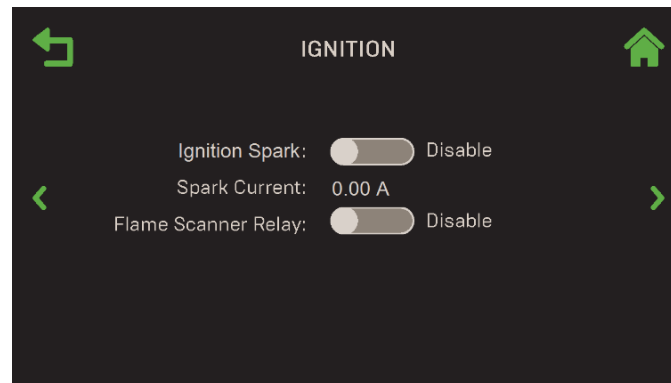 IGNITION
Ignition Spark: Disable
Spark Current: 0.00 A
Flame Scanner Relay: Disable